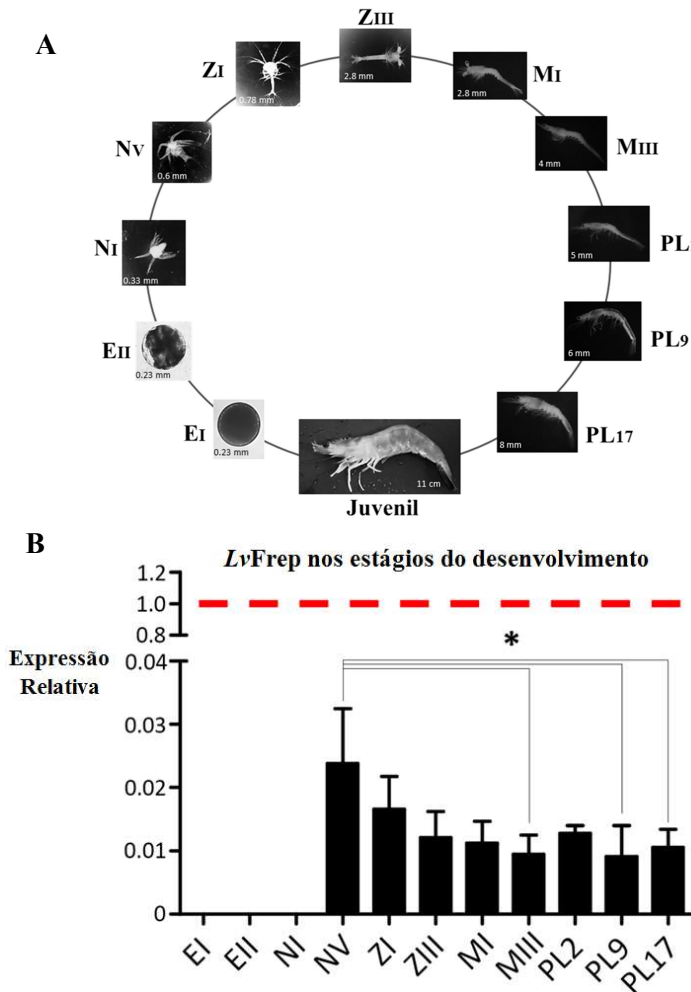 A
ZIII
2.8 mm
ZI
0.78 mm
MI
2.8 mm
NV
0.6 mm
MIII
4 mm
NI
0.33 mm
5 mm
EII
0.23 mm
PL9
6 mm
EI
0.23 mm
PL17
8 mm
11 cm
Juvenil
B
LvFrep nos estágios do desenvolvimento
1.2
1.0
0.8
*
Expressão
Relativa
0.04
0.03
0.02
0.01
0
EI EII NI NV ZI ZIII MI MIII PL2 PL9 PL17